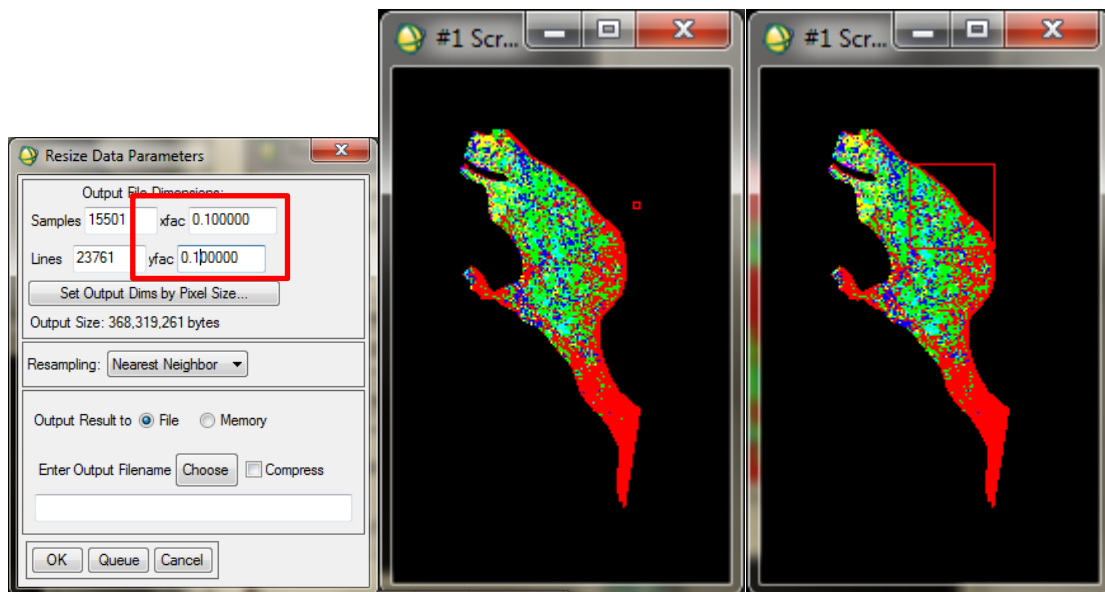 Resize Data Parameters
Output File Dimensions:
Samples 15501 xfac 0.100000
Lines 23761 yfac 0.100000
Set Output Dims by Pixel Size...
Output Size: 368,319,261 bytes
Resampling: Nearest Neighbor
Output Result to File Memory
Enter Output Filename Choose Compress
OK Queue Cancel
#1 Scr...
#1 Scr...